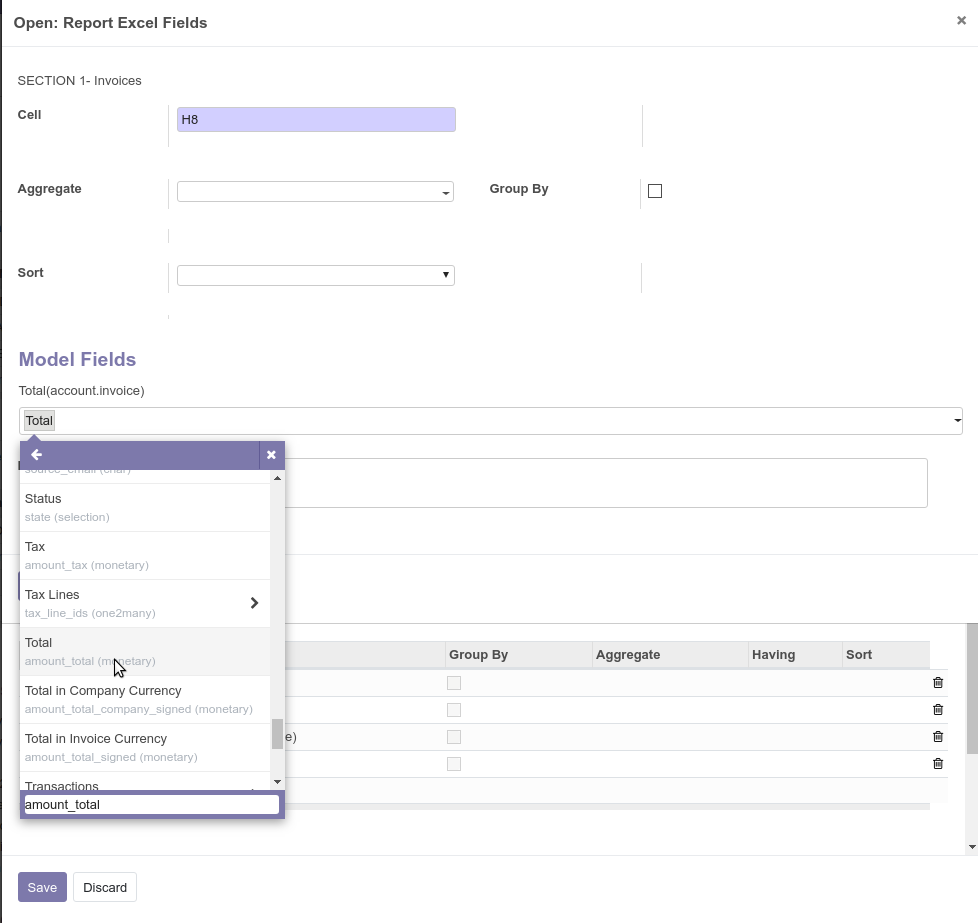 Open: Report Excel Fields
×
SECTION 1- Invoices
Cell
H8
Aggregate
Group By
Sort
Model Fields
Total(account.invoice)
Total
source_email (char)
Status
state (selection)
Tax
amount_tax (monetary)
Tax Lines
tax_line_ids (one2many)
Total
amount_total (monetary)
Total in Company Currency
amount_total_company_signed (monetary)
Total in Invoice Currency
amount_total_signed (monetary)
Transactions
amount_total
Group By Aggregate Having Sort
e)
Save Discard